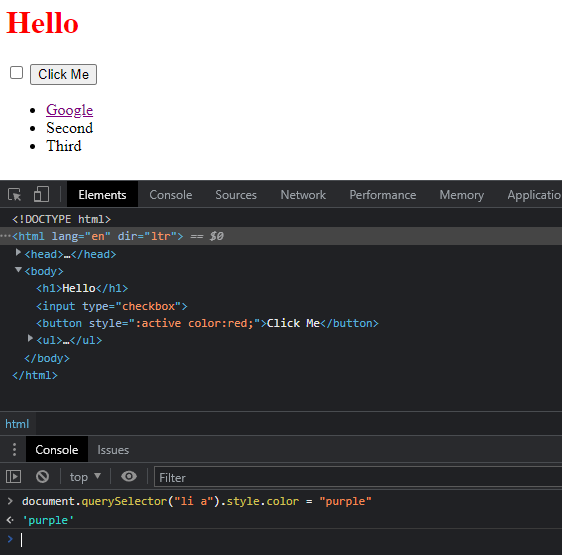 Hello
Click Me
Google
Second
Third
Elements Console Sources Network Performance Memory Applicatio
<!DOCTYPE html>
…<html lang="en" dir="ltr"> == $0
<head>…</head>
<body>
<h1>Hello</h1>
<input type="checkbox">
<button style=":active color:red;">Click Me</button>
<ul>…</ul>
</body>
</html>
html
Console Issues
top Filter
document.querySelector("li a").style.color = "purple"
'purple'